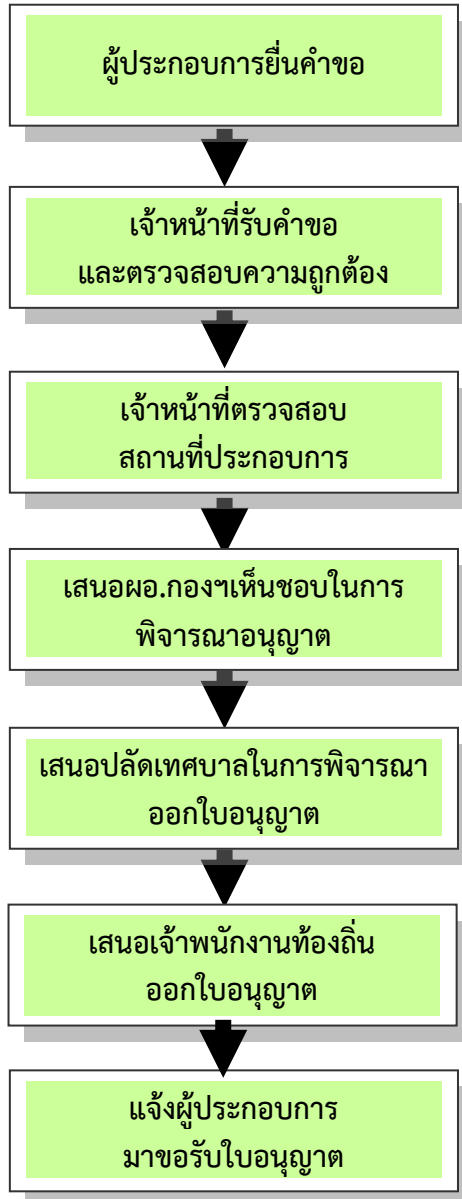 ผู้ประกอบการยื่นคำขอ
เจ้าหน้าที่รับคำขอ
และตรวจสอบความถูกต้อง
เจ้าหน้าที่ตรวจสอบ
สถานที่ประกอบการ
เสนอผอ.กองฯเห็นชอบในการ
พิจารณาอนุญาต
เสนอปลัดเทศบาลในการพิจารณา
ออกใบอนุญาต
เสนอเจ้าพนักงานท้องถิ่น
ออกใบอนุญาต
แจ้งผู้ประกอบการ
มาขอรับใบอนุญาต